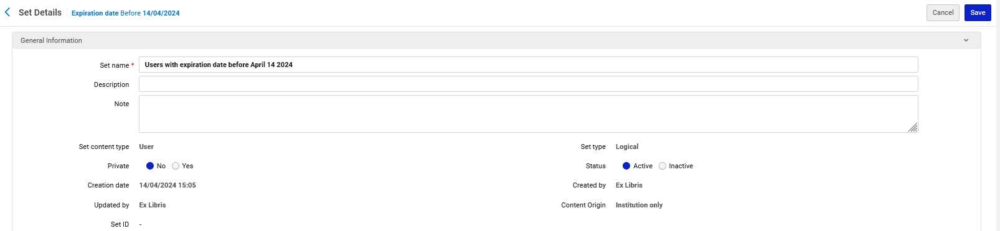 Set Details Expiration date Before 14/04/2024 Cancel Save
General Information
Set name * Users with expiration date before April 14 2024
Description
Note
Set content type User Set type Logical
Private No Yes Status Active Inactive
Creation date 14/04/2024 15:05 Created by Ex Libris
Updated by Ex Libris Content Origin Institution only
Set ID -